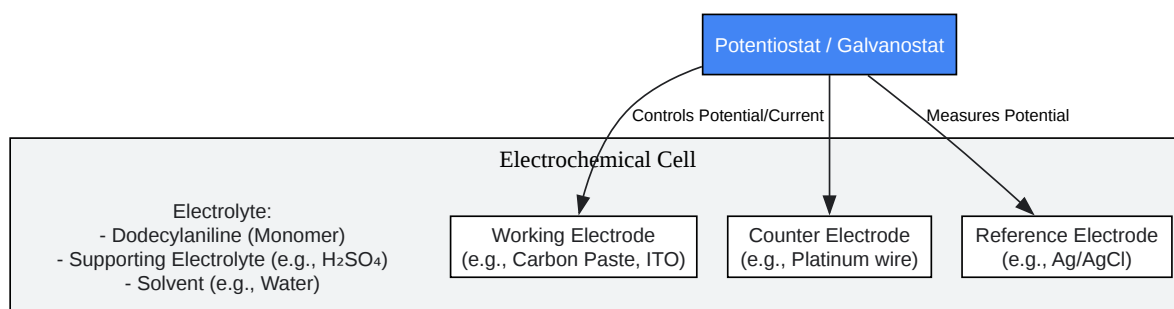 Potentiostat / Galvanostat
Controls Potential/Current
Measures Potential
Electrochemical Cell
Electrolyte:
- Dodecylaniline (Monomer)
- Supporting Electrolyte (e.g., H₂SO₄)
- Solvent (e.g., Water)
Working Electrode
(e.g., Carbon Paste, ITO)
Counter Electrode
(e.g., Platinum wire)
Reference Electrode
(e.g., Ag/AgCl)